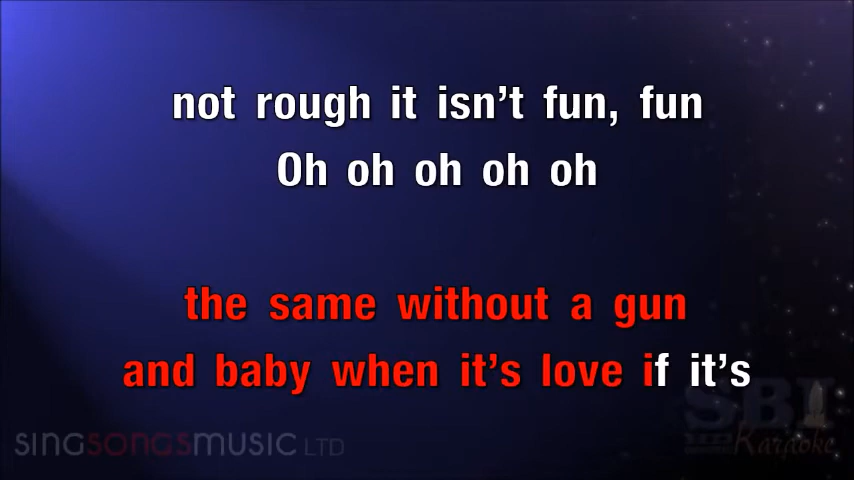 not rough it isn't fun, fun
Oh oh oh oh oh
the same without a gun
and baby when it's love if it's
SBI
Karaoke
singsongsmusic LTD